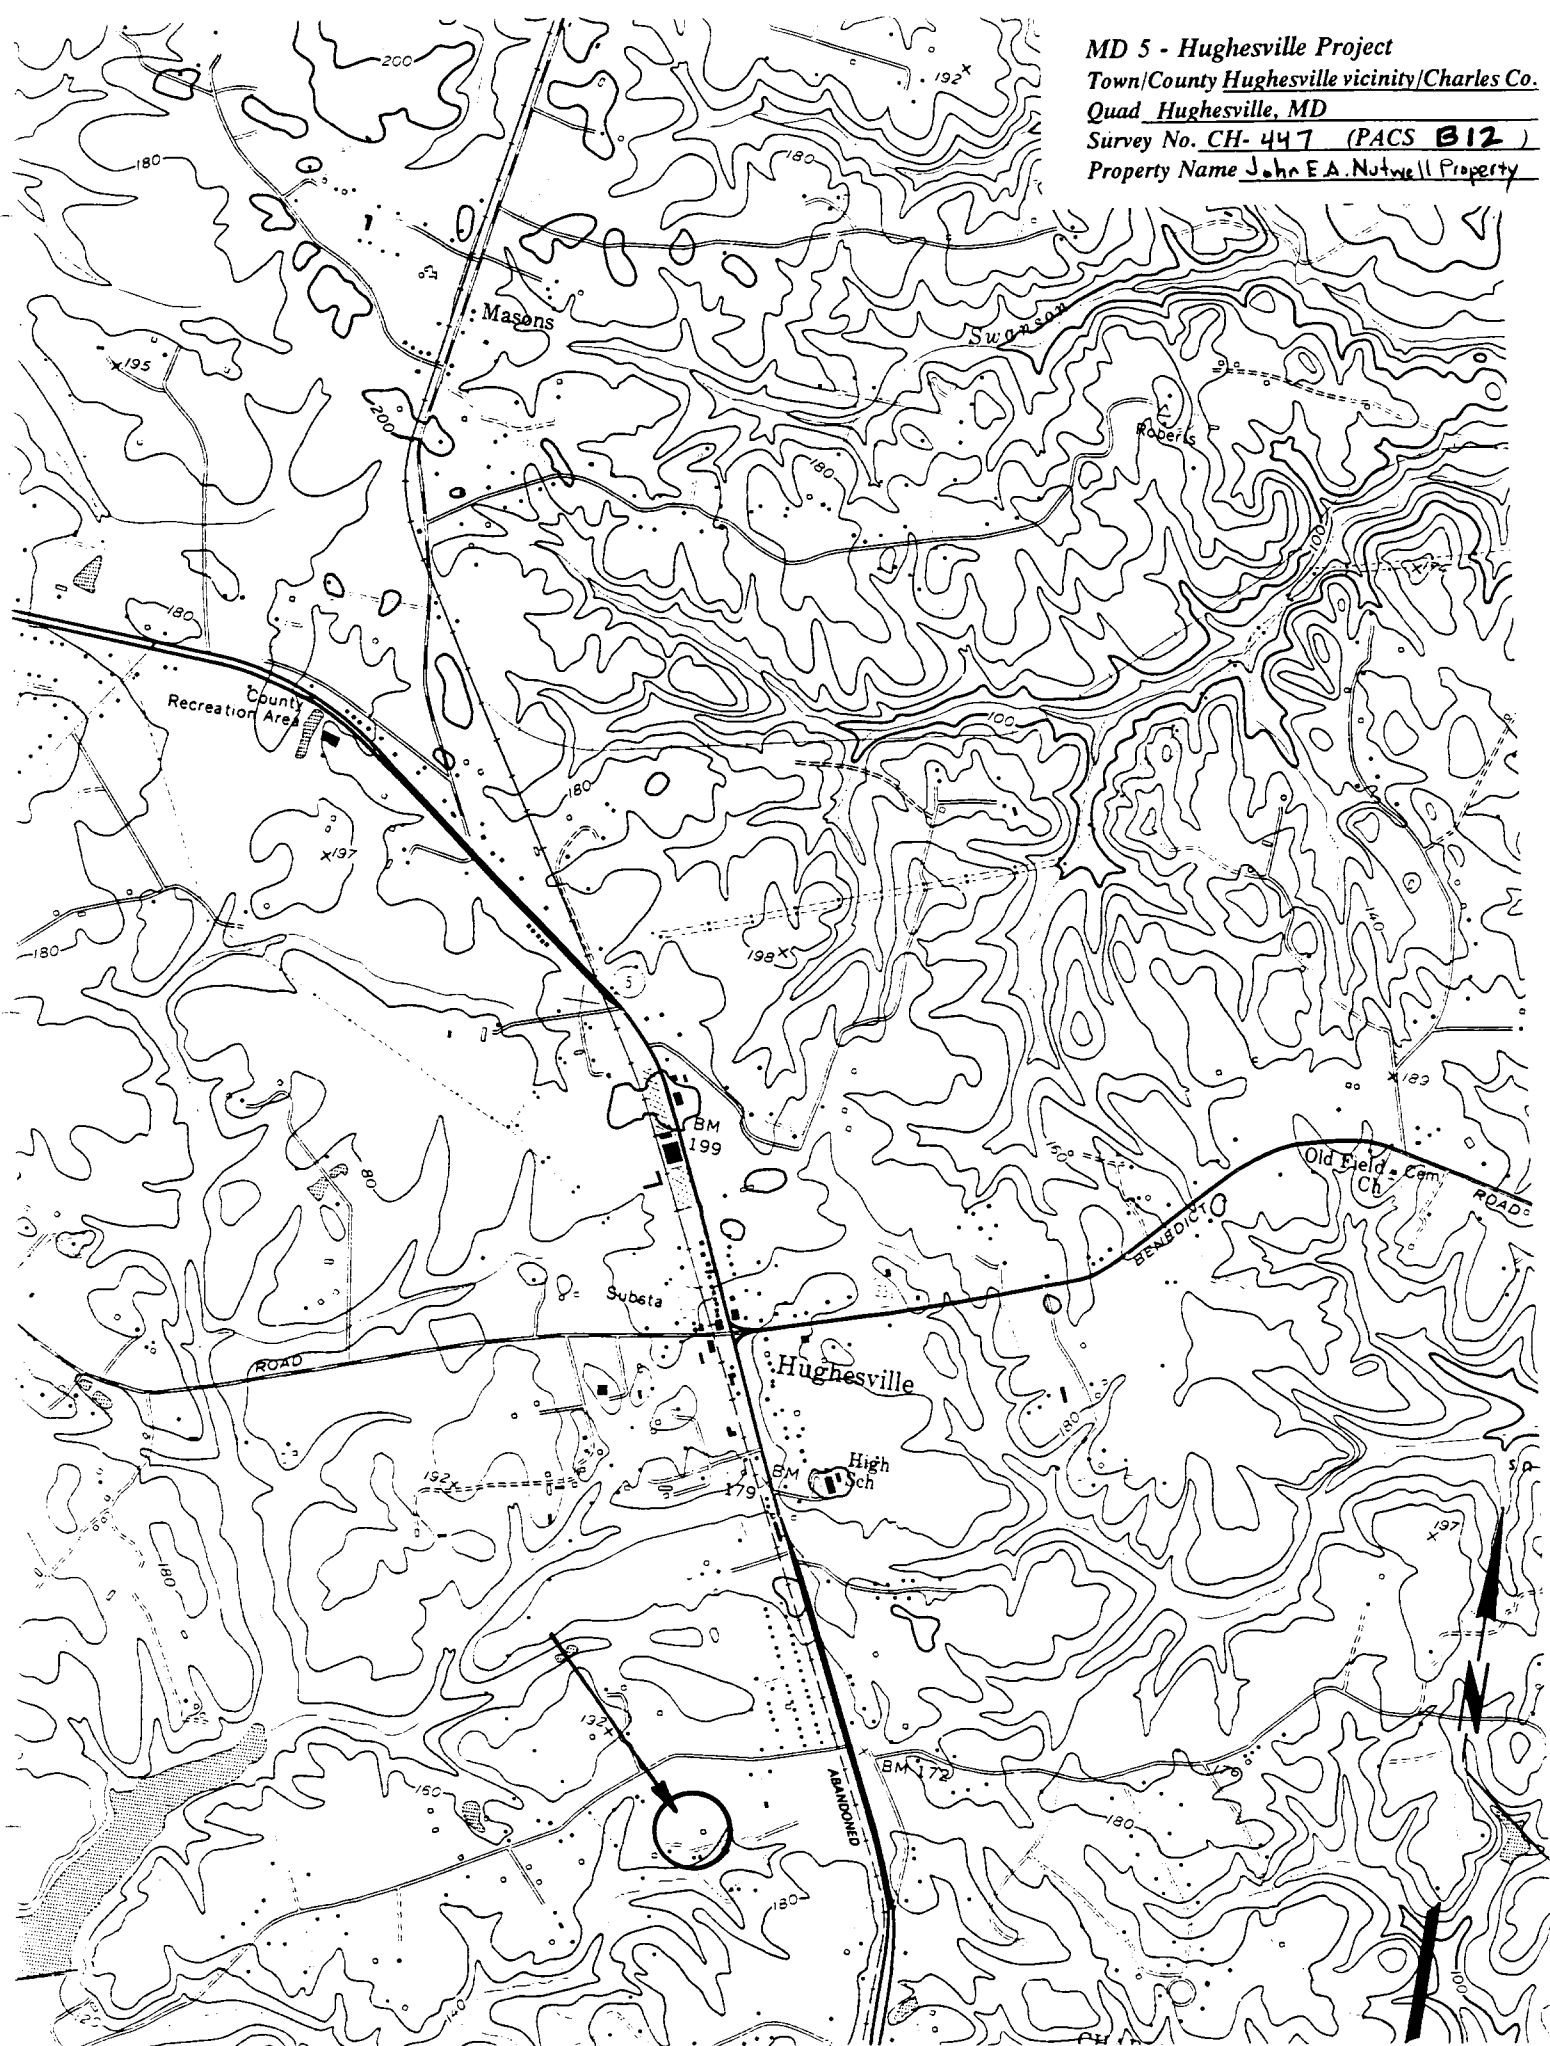 MD 5 - Hughesville Project
Town/County Hughesville vicinity/Charles Co.
Quad Hughesville, MD
Survey No. CH- 447 (PACS B12 )
Property Name John E.A. Nutwell Property
200
192
180
180
Masons
Swanson
195
200
Roberts
180
100
180
County
Recreation Area
100
180
197
140
180
198
5
183
BM
199
160
Old Field
Ch
Cem
ROAD
80
BENEDICT
Substa
ROAD
Hughesville
180
High
Sch
BM
179
192
197
180
192
BM 172
160
ABANDONED
180
180
140
100
N